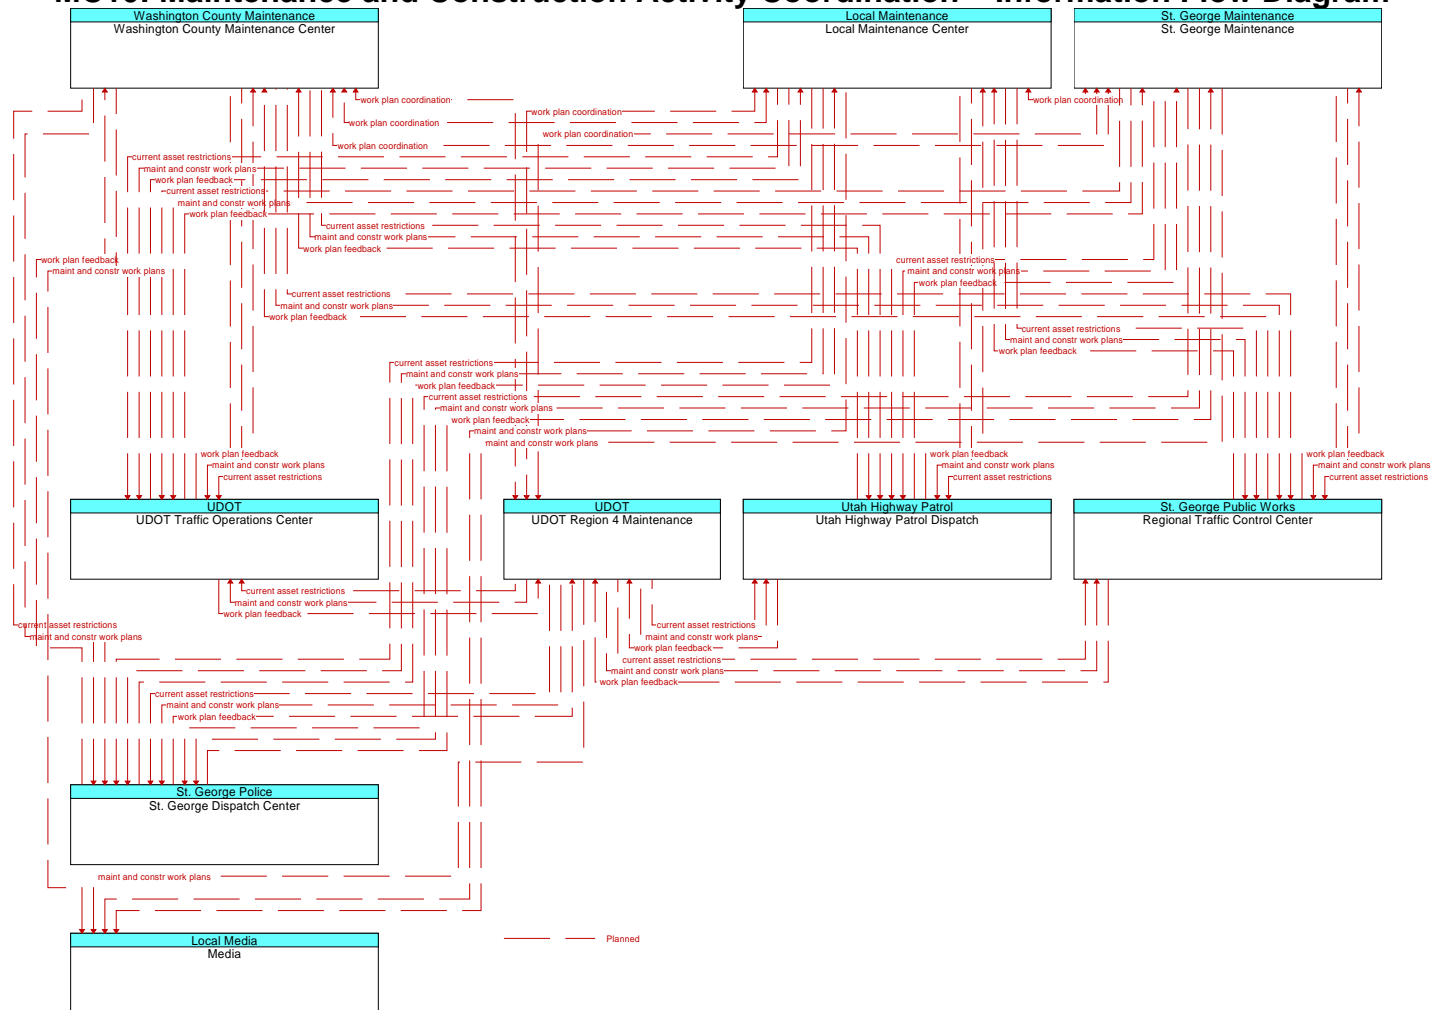 MC10: Maintenance and Construction Activity Coordination - Information Flow Diagram
Washington County Maintenance
Washington County Maintenance Center
Local Maintenance
Local Maintenance Center
St. George Maintenance
St. George Maintenance
work plan coordination
work plan coordination
work plan coordination
work plan coordination
work plan coordination
work plan coordination
current asset restrictions
maint and constr work plans
work plan feedback
current asset restrictions
maint and constr work plans
work plan feedback
current asset restrictions
maint and constr work plans
work plan feedback
work plan feedback
maint and constr work plans
current asset restrictions
maint and constr work plans
work plan feedback
current asset restrictions
maint and constr work plans
work plan feedback
current asset restrictions
maint and constr work plans
work plan feedback
current asset restrictions
maint and constr work plans
work plan feedback
current asset restrictions
maint and constr work plans
work plan feedback
maint and constr work plans
maint and constr work plans
work plan feedback
maint and constr work plans
current asset restrictions
work plan feedback
maint and constr work plans
current asset restrictions
work plan feedback
maint and constr work plans
current asset restrictions
UDOT
UDOT Traffic Operations Center
UDOT
UDOT Region 4 Maintenance
Utah Highway Patrol
Utah Highway Patrol Dispatch
St. George Public Works
Regional Traffic Control Center
current asset restrictions
maint and constr work plans
work plan feedback
current asset restrictions
maint and constr work plans
current asset restrictions
maint and constr work plans
work plan feedback
current asset restrictions
maint and constr work plans
work plan feedback
current asset restrictions
maint and constr work plans
work plan feedback
St. George Police
St. George Dispatch Center
maint and constr work plans
Local Media
Media
Planned